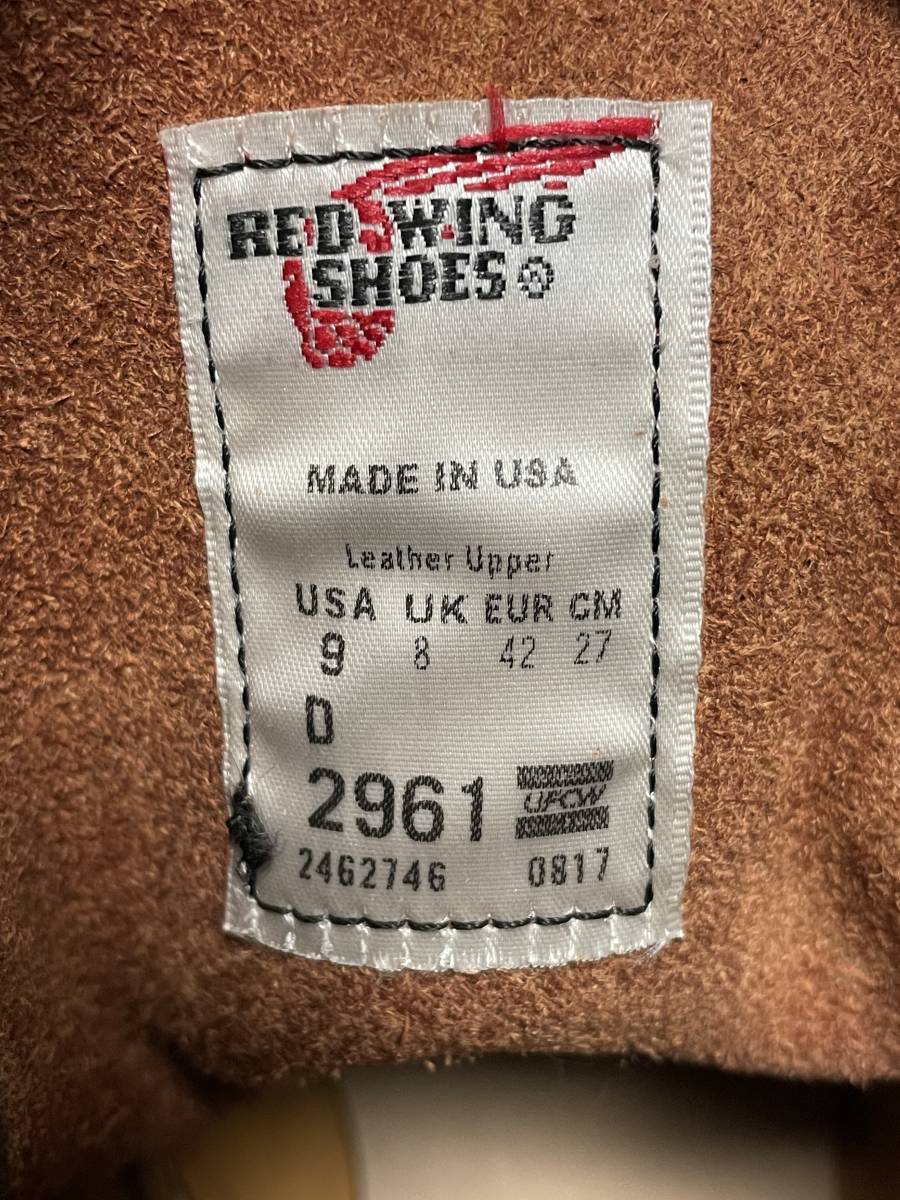 RED WING
SHOES ®
MADE IN USA
Leather Upper
USA UK EUR CM
9 8 42 27
D
2961 UFCW
2462746 0817